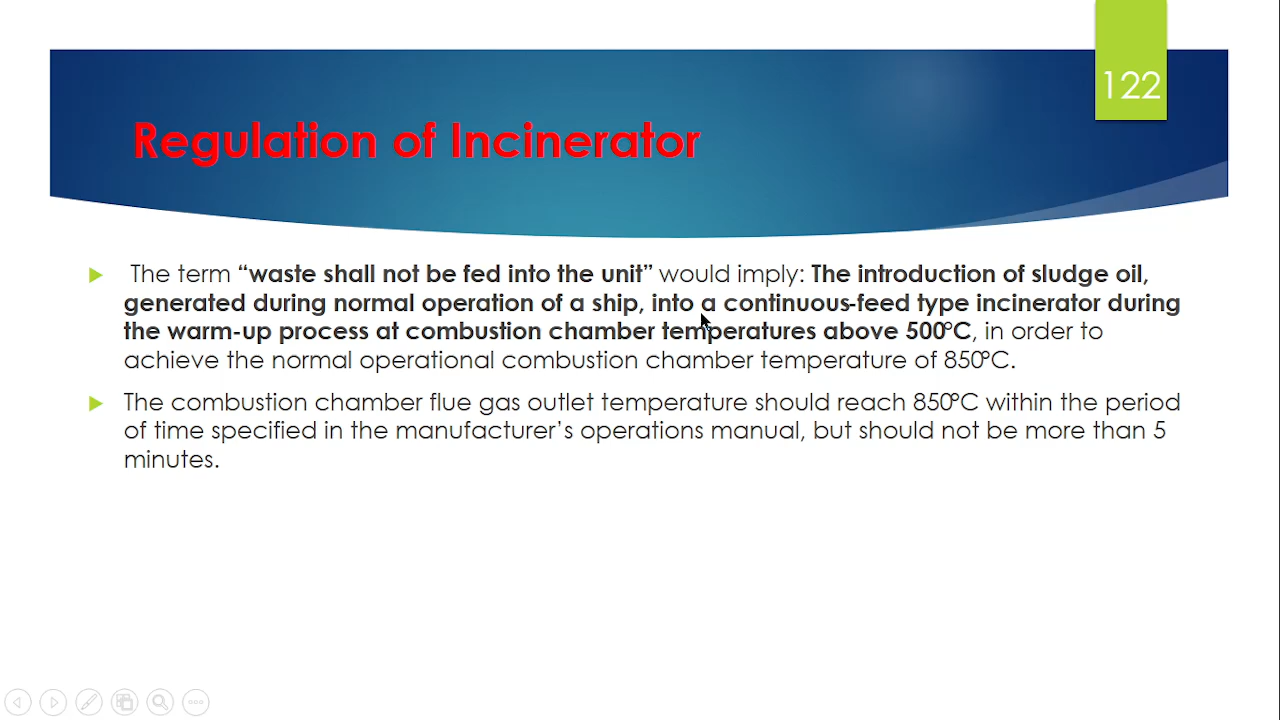 122
Regulation of Incinerator
The term “waste shall not be fed into the unit” would imply: The introduction of sludge oil,
generated during normal operation of a ship, into a continuous-feed type incinerator during
the warm-up process at combustion chamber temperatures above 500°C, in order to
achieve the normal operational combustion chamber temperature of 850°C.
The combustion chamber flue gas outlet temperature should reach 850°C within the period
of time specified in the manufacturer’s operations manual, but should not be more than 5
minutes.